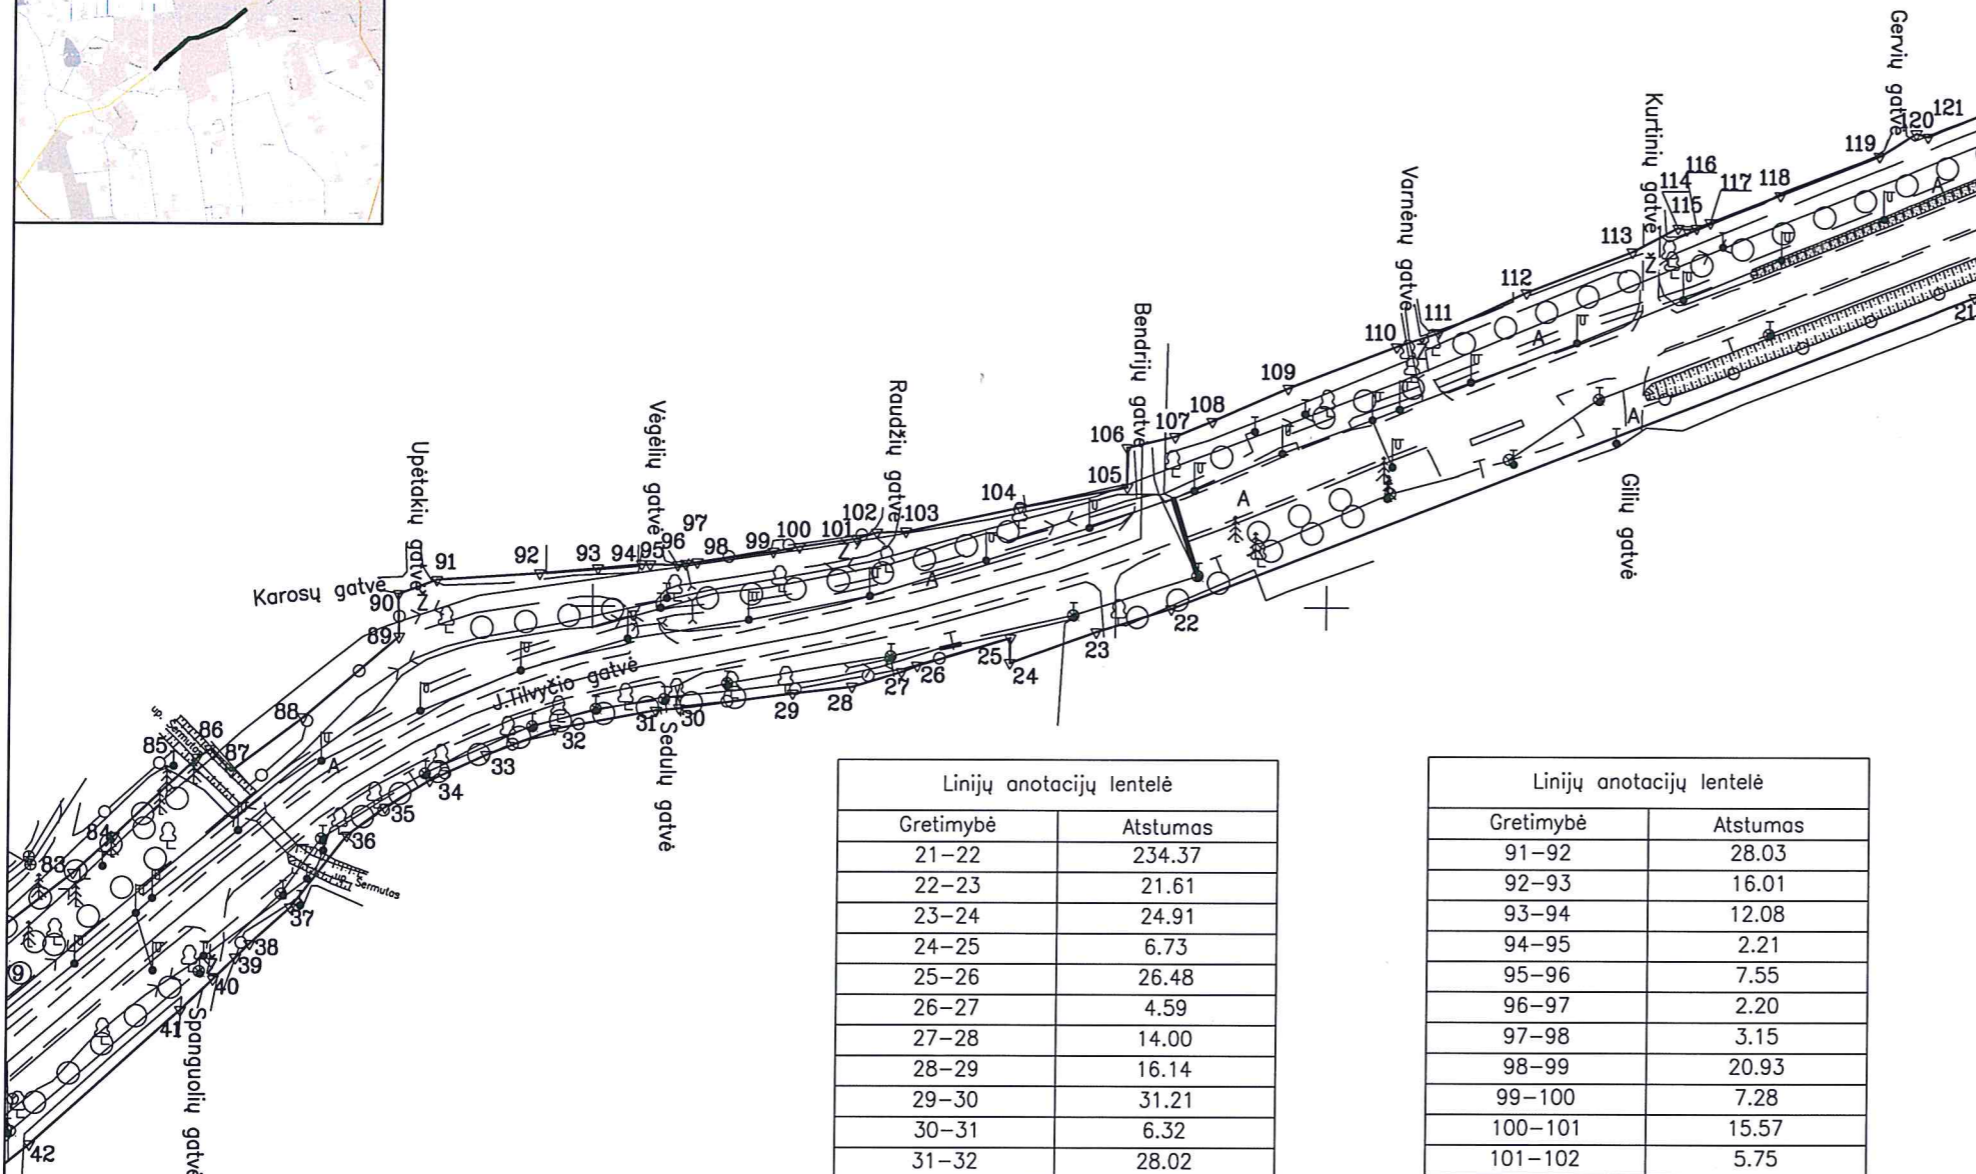 Gervių gatvė
120
121
119
Kurtinių gatvė
116
114
117
118
115
Varnėnų gatvė
113
Ž
A
112
111
21
110
Ž
A
Bendrijų gatvė
109
A
Raudžių gatvė
108
107
Vėgėlių gatvė
106
Upėtakių gatvė
105
Gilių gatvė
104
A
102
103
101
100
Ž
99
97
98
96
95
94
93
92
91
A
Karosų gatvė
90
Ž
89
22
23
J.Tilvyčio gatvė
25
24
26
27
28
29
30
31
32
Sedulų gatvė
88
up. Šermutas
86
85
87
A
33
34
35
36
84
83
up. Šermutas
37
38
39
9
Ž
40
41
Spanguolių gatvė
42
Linijų anotacijų lentelė
Gretimybė Atstumas
21-22 234.37
22-23 21.61
23-24 24.91
24-25 6.73
25-26 26.48
26-27 4.59
27-28 14.00
28-29 16.14
29-30 31.21
30-31 6.32
31-32 28.02
Linijų anotacijų lentelė
Gretimybė Atstumas
91-92 28.03
92-93 16.01
93-94 12.08
94-95 2.21
95-96 7.55
96-97 2.20
97-98 3.15
98-99 20.93
99-100 7.28
100-101 15.57
101-102 5.75